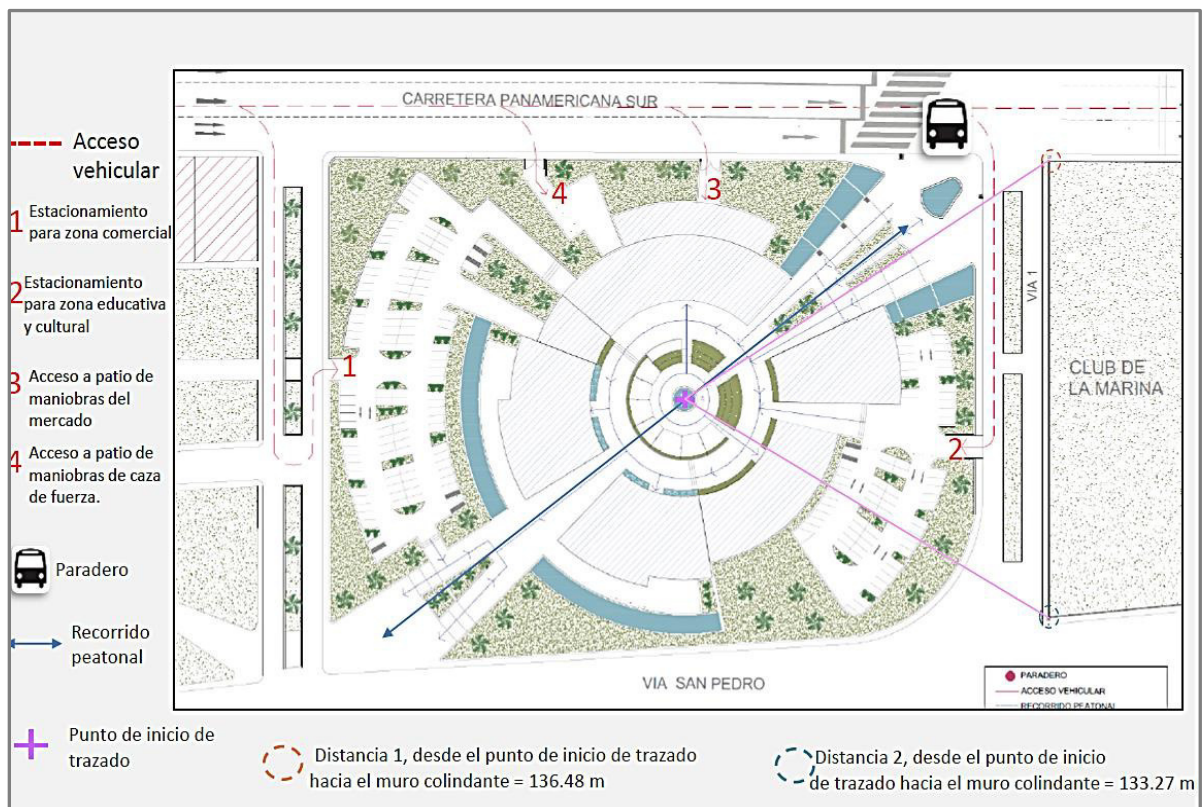 CARRETERA PANAMERICANA SUR
Acceso
vehicular
1 Estacionamiento
para zona comercial
2 Estacionamiento
para zona educativa
y cultural
3 Acceso a patio de
maniobras del
mercado
4 Acceso a patio de
maniobras de caza
de fuerza.
Paradero
Recorrido
peatonal
4
3
1
2
VIA 1
CLUB DE
LA MARINA
VIA SAN PEDRO
PARADERO
ACCESO VEHICULAR
RECORRIDO PEATONAL
Punto de inicio de
trazado
Distancia 1, desde el punto de inicio de trazado
hacia el muro colindante = 136.48 m
Distancia 2, desde el punto de inicio
de trazado hacia el muro colindante = 133.27 m